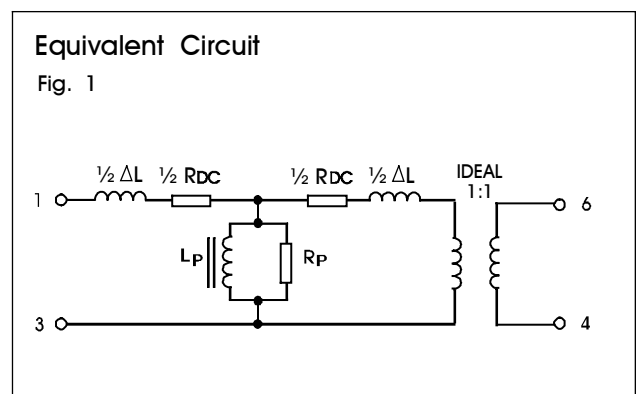 Equivalent Circuit
Fig. 1
½ ΔL ½ RDC ½ RDC ½ ΔL IDEAL
1:1
1 6
LP RP
3 4